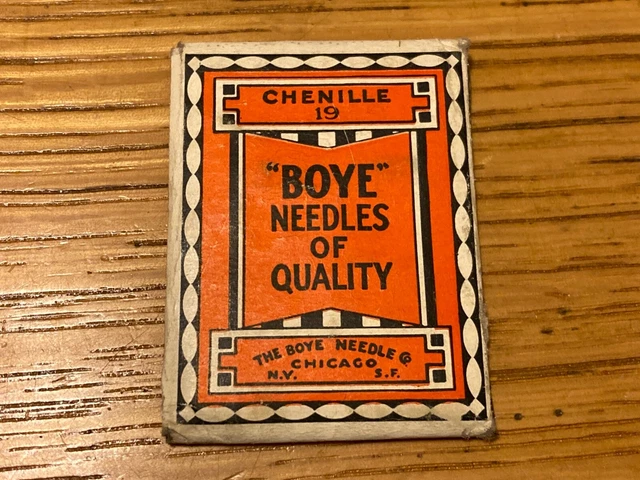 CHENILLE
19
"BOYE"
NEEDLES
OF
QUALITY
THE BOYE NEEDLE Co
CHICAGO
N.Y. S.F.